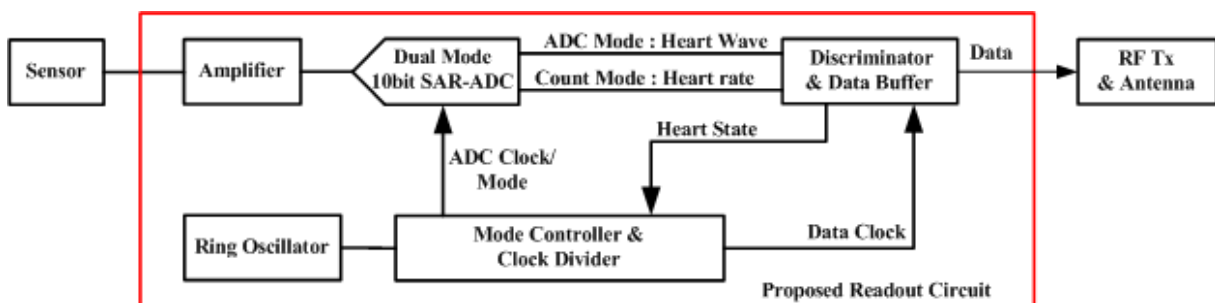 Sensor
Amplifier
Dual Mode
10bit SAR-ADC
ADC Mode : Heart Wave
Count Mode : Heart rate
Discriminator
& Data Buffer
Data
RF Tx
& Antenna
Heart State
ADC Clock/
Mode
Ring Oscillator
Mode Controller &
Clock Divider
Data Clock
Proposed Readout Circuit